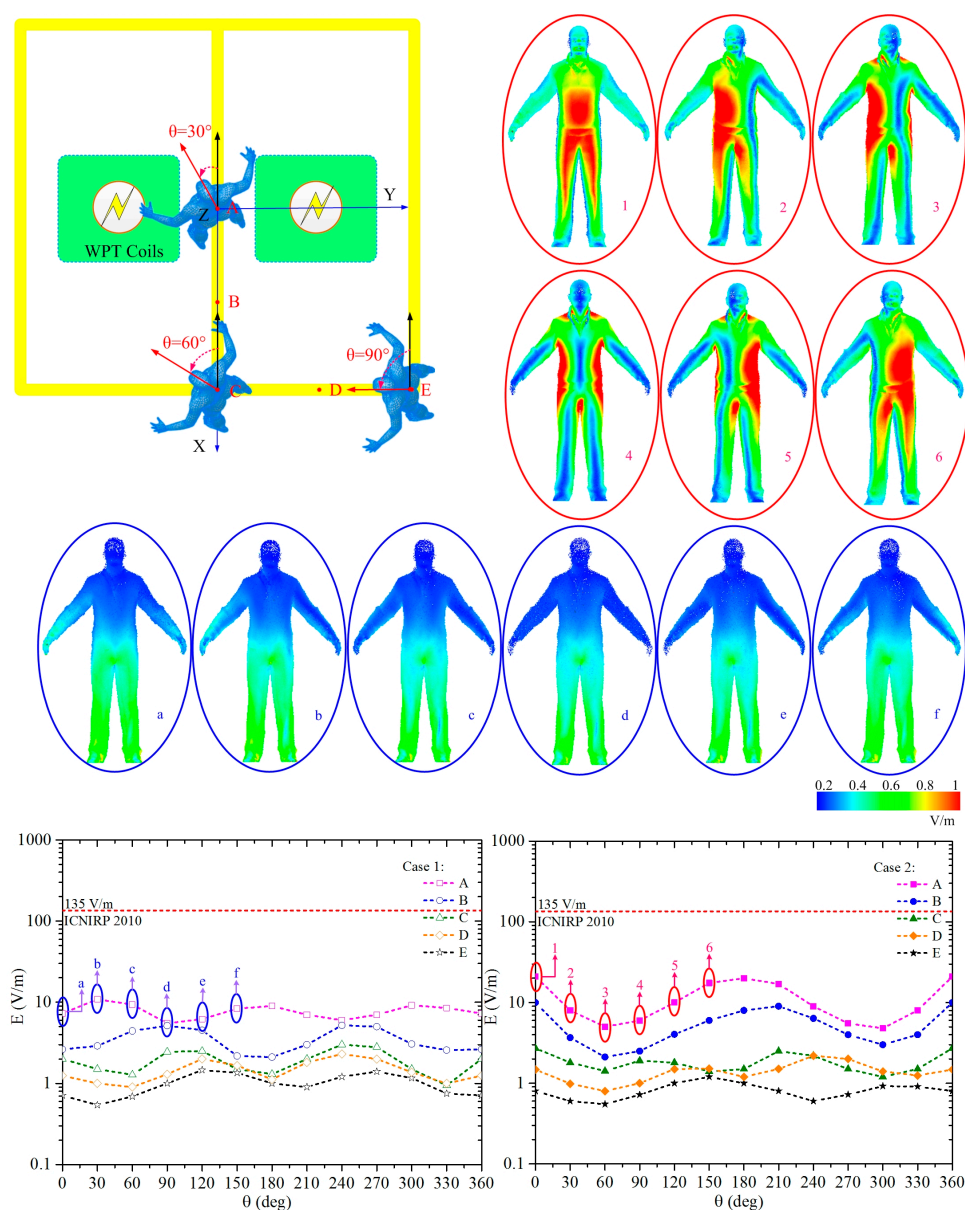 θ=30°
Z
A
Y
WPT Coils
B
θ=60°
θ=90°
C
D
E
X
1
2
3
4
5
6
a
b
c
d
e
f
0.2 0.4 0.6 0.8 1
V/m
1000
100
10
1
0.1
E (V/m)
135 V/m
ICNIRP 2010
Case 1:
A
B
C
D
E
a
b
c
d
e
f
0 30 60 90 120 150 180 210 240 270 300 330 360
θ (deg)
1000
100
10
1
0.1
E (V/m)
135 V/m
ICNIRP 2010
Case 2:
A
B
C
D
E
1
2
3
4
5
6
0 30 60 90 120 150 180 210 240 270 300 330 360
θ (deg)